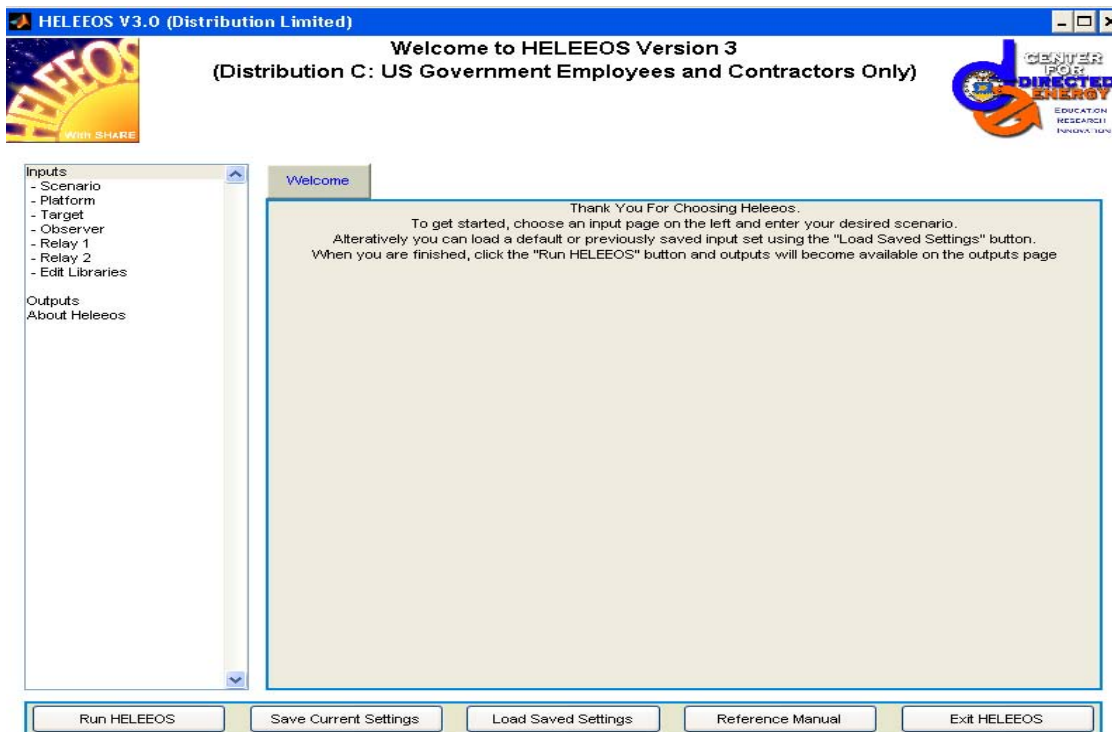 HELEEOS V3.0 (Distribution Limited)
Welcome to HELEEOS Version 3
(Distribution C: US Government Employees and Contractors Only)
HELEEOS
With SHARE
CENTER
FOR
DIRECTED
ENERGY
EDUCATION
RESEARCH
INNOVATION
Inputs
- Scenario
- Platform
- Target
- Observer
- Relay 1
- Relay 2
- Edit Libraries
Outputs
About Heleeos
Welcome
Thank You For Choosing Heleeos.
To get started, choose an input page on the left and enter your desired scenario.
Alteratively you can load a default or previously saved input set using the "Load Saved Settings" button.
When you are finished, click the "Run HELEEOS" button and outputs will become available on the outputs page
Run HELEEOS
Save Current Settings
Load Saved Settings
Reference Manual
Exit HELEEOS